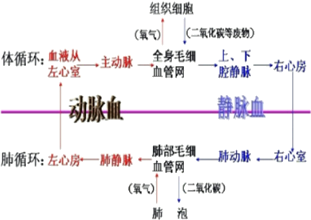 组织细胞
(氧气) (二氧化碳等废物)
体循环: 血液从左心室 主动脉 全身毛细血管网 上、下腔静脉 右心房
动脉血 静脉血
肺循环: 左心房 肺静脉 肺部毛细血管网 肺动脉 右心室
(氧气) (二氧化碳)
肺 泡